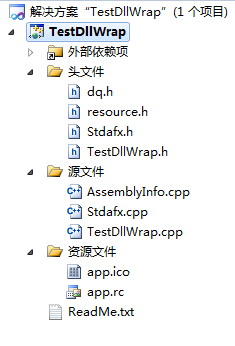 解决方案“TestDllWrap”(1 个项目)
TestDllWrap
外部依赖项
头文件
dq.h
resource.h
Stdafx.h
TestDllWrap.h
源文件
AssemblyInfo.cpp
Stdafx.cpp
TestDllWrap.cpp
资源文件
app.ico
app.rc
ReadMe.txt